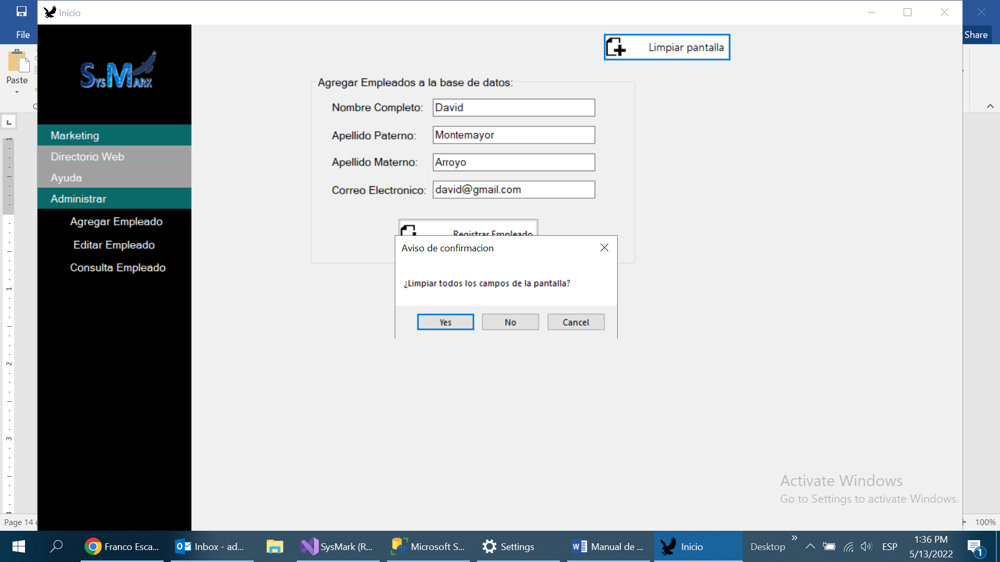 Inicio
File
Share
Paste
SysMark
Marketing
Directorio Web
Ayuda
Administrar
Agregar Empleado
Editar Empleado
Consulta Empleado
Limpiar pantalla
Agregar Empleados a la base de datos:
Nombre Completo: David
Apellido Paterno: Montemayor
Apellido Materno: Arroyo
Correo Electronico: david@gmail.com
Registrar Empleado
Aviso de confirmacion
¿Limpiar todos los campos de la pantalla?
Yes No Cancel
L
1
1
2
3
Activate Windows
Go to Settings to activate Windows.
Page 14
100%
Franco Esca...
Inbox - ad...
SysMark (R...
Microsoft S...
Settings
Manual de ...
Inicio
Desktop
ESP
1:36 PM
5/13/2022
1